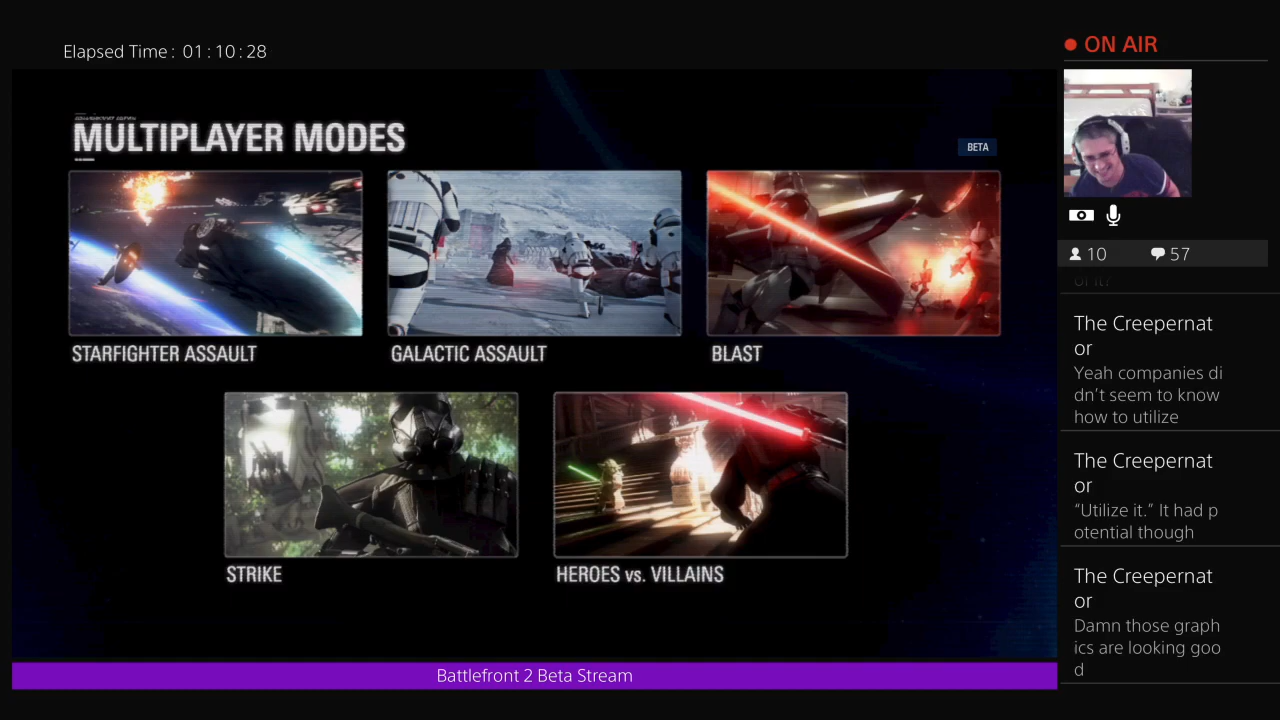 Elapsed Time : 01 : 10 : 28
ON AIR
MULTIPLAYER MODES
BETA
10
57
STARFIGHTER ASSAULT
GALACTIC ASSAULT
BLAST
STRIKE
HEROES vs. VILLAINS
of it?
The Creepernat
or
Yeah companies di
dn't seem to know
how to utilize
The Creepernat
or
“Utilize it.” It had p
otential though
The Creepernat
or
Damn those graph
ics are looking goo
d
Battlefront 2 Beta Stream